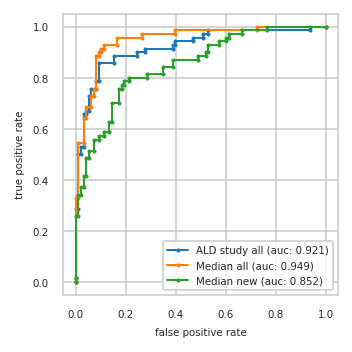 1.0
0.8
0.6
0.4
0.2
0.0
true positive rate
0.0 0.2 0.4 0.6 0.8 1.0
false positive rate
ALD study all (auc: 0.921)
Median all (auc: 0.949)
Median new (auc: 0.852)